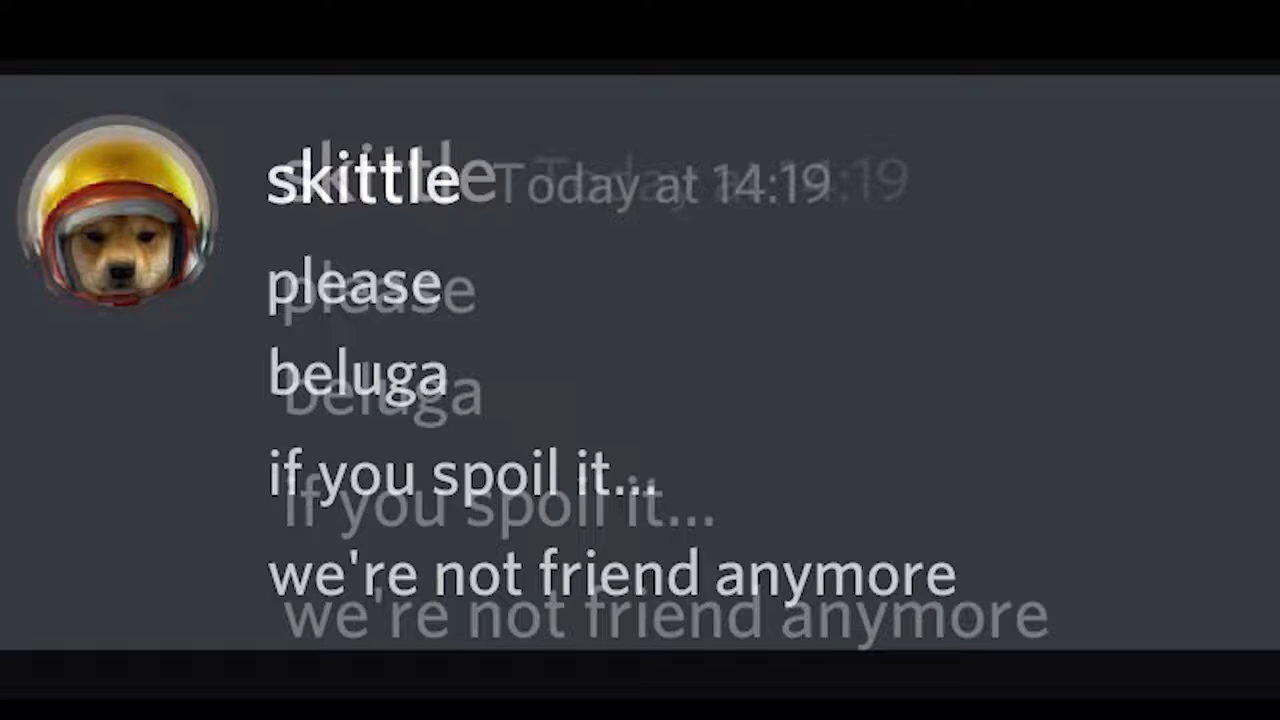 skittle Today at 14:19
please
beluga
if you spoil it...
we're not friend anymore